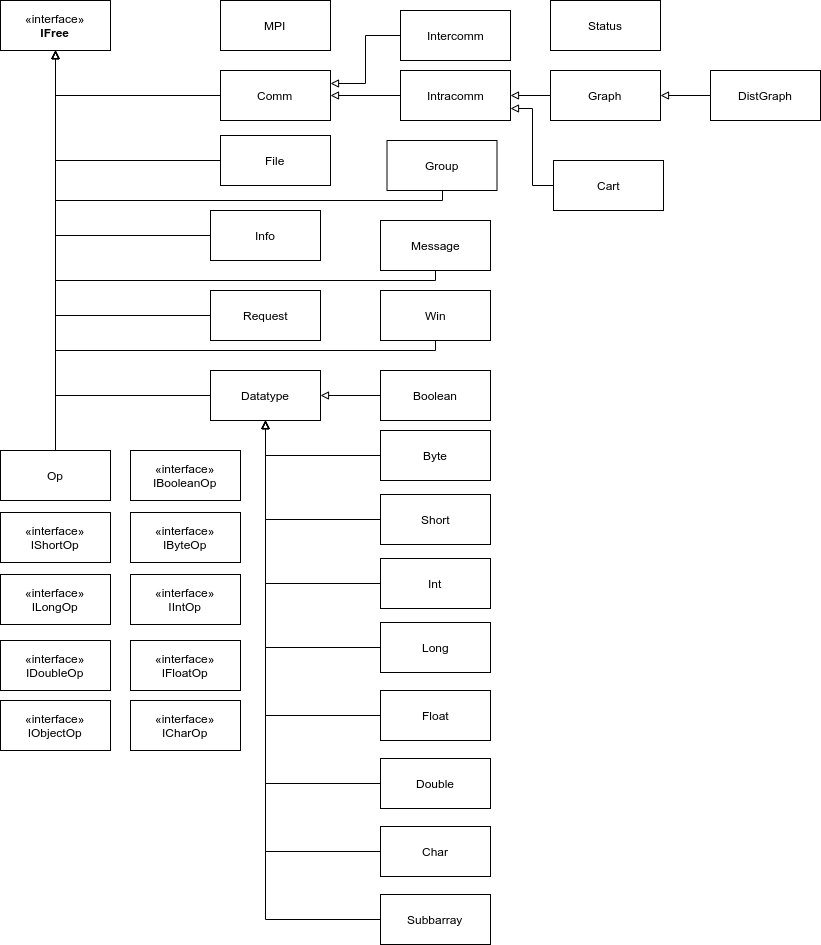 «interface»
IFree
MPI
Intercomm
Status
Comm
Intracomm
Graph
DistGraph
File
Group
Cart
Info
Message
Request
Win
Datatype
Boolean
Op
«interface»
IBooleanOp
Byte
«interface»
IShortOp
«interface»
IByteOp
Short
«interface»
ILongOp
«interface»
IIntOp
Int
«interface»
IDoubleOp
«interface»
IFloatOp
Long
«interface»
IObjectOp
«interface»
ICharOp
Float
Double
Char
Subbarray